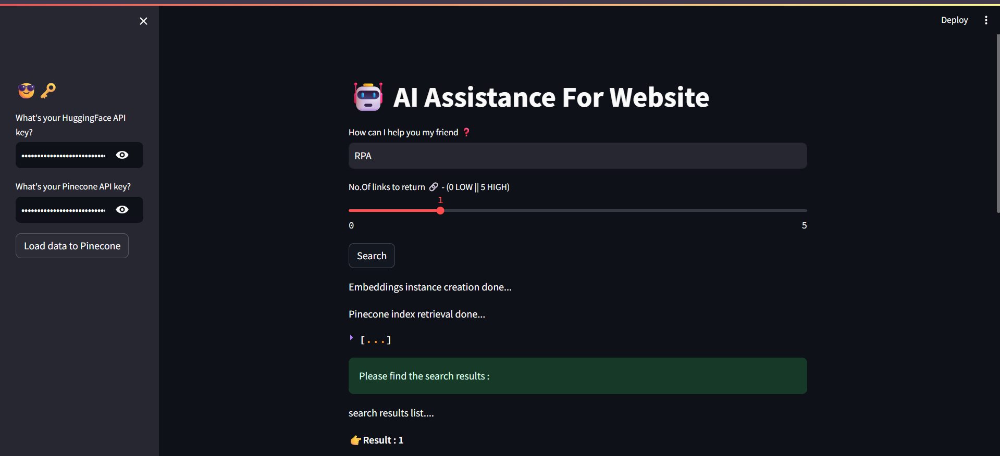 Deploy
What's your HuggingFace API
key?
What's your Pinecone API key?
Load data to Pinecone
AI Assistance For Website
How can I help you my friend ❓
RPA
No.Of links to return 🔗 - (0 LOW || 5 HIGH)
1
0
5
Search
Embeddings instance creation done...
Pinecone index retrieval done...
[...]
Please find the search results :
search results list....
👉Result : 1